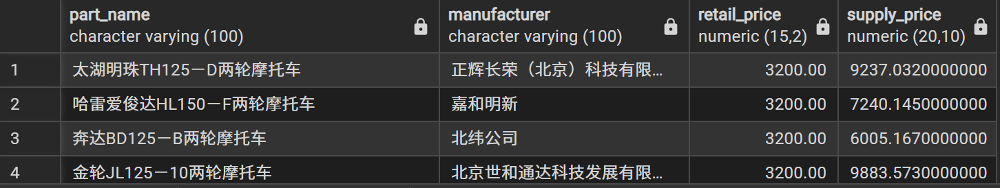 part_name manufacturer retail_price supply_price
character varying (100) character varying (100) numeric (15,2) numeric (20,10)
1 太湖明珠TH125－D两轮摩托车 正辉长荣（北京）科技有限... 3200.00 9237.0320000000
2 哈雷爱俊达HL150－F两轮摩托车 嘉和明新 3200.00 7240.1450000000
3 奔达BD125－B两轮摩托车 北纬公司 3200.00 6005.1670000000
4 金轮JL125－10两轮摩托车 北京世和通达科技发展有限... 3200.00 9883.5730000000